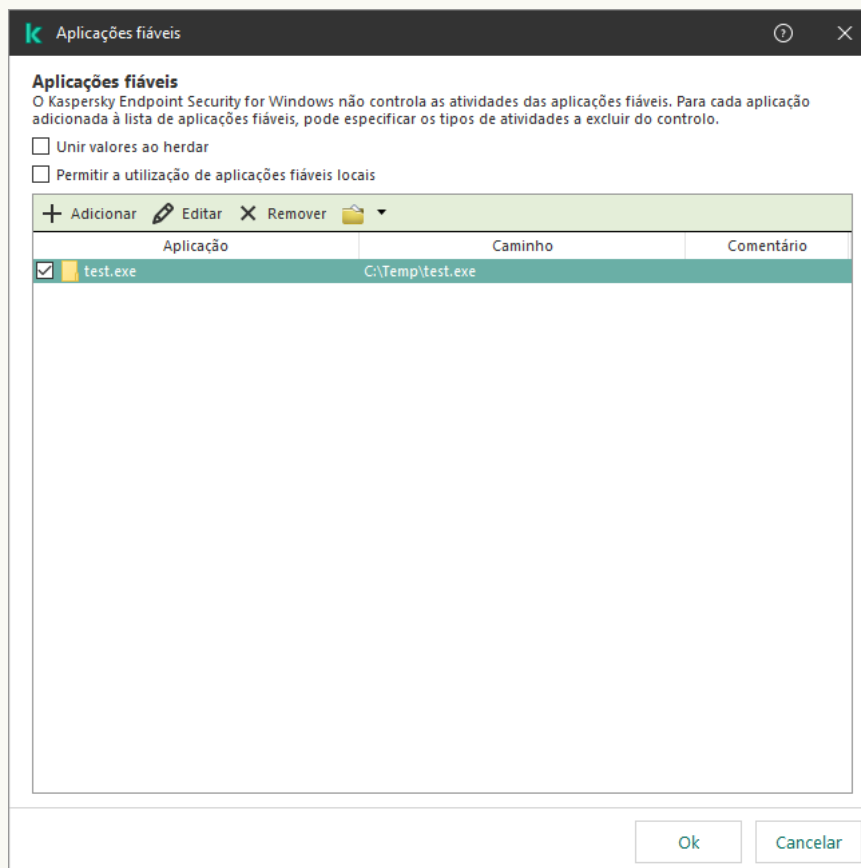 Aplicações fiáveis
Aplicações fiáveis
O Kaspersky Endpoint Security for Windows não controla as atividades das aplicações fiáveis. Para cada aplicação
adicionada à lista de aplicações fiáveis, pode especificar os tipos de atividades a excluir do controlo.
Unir valores ao herdar
Permitir a utilização de aplicações fiáveis locais
Adicionar Editar Remover
Aplicação Caminho Comentário
test.exe C:\Temp\test.exe
Ok Cancelar